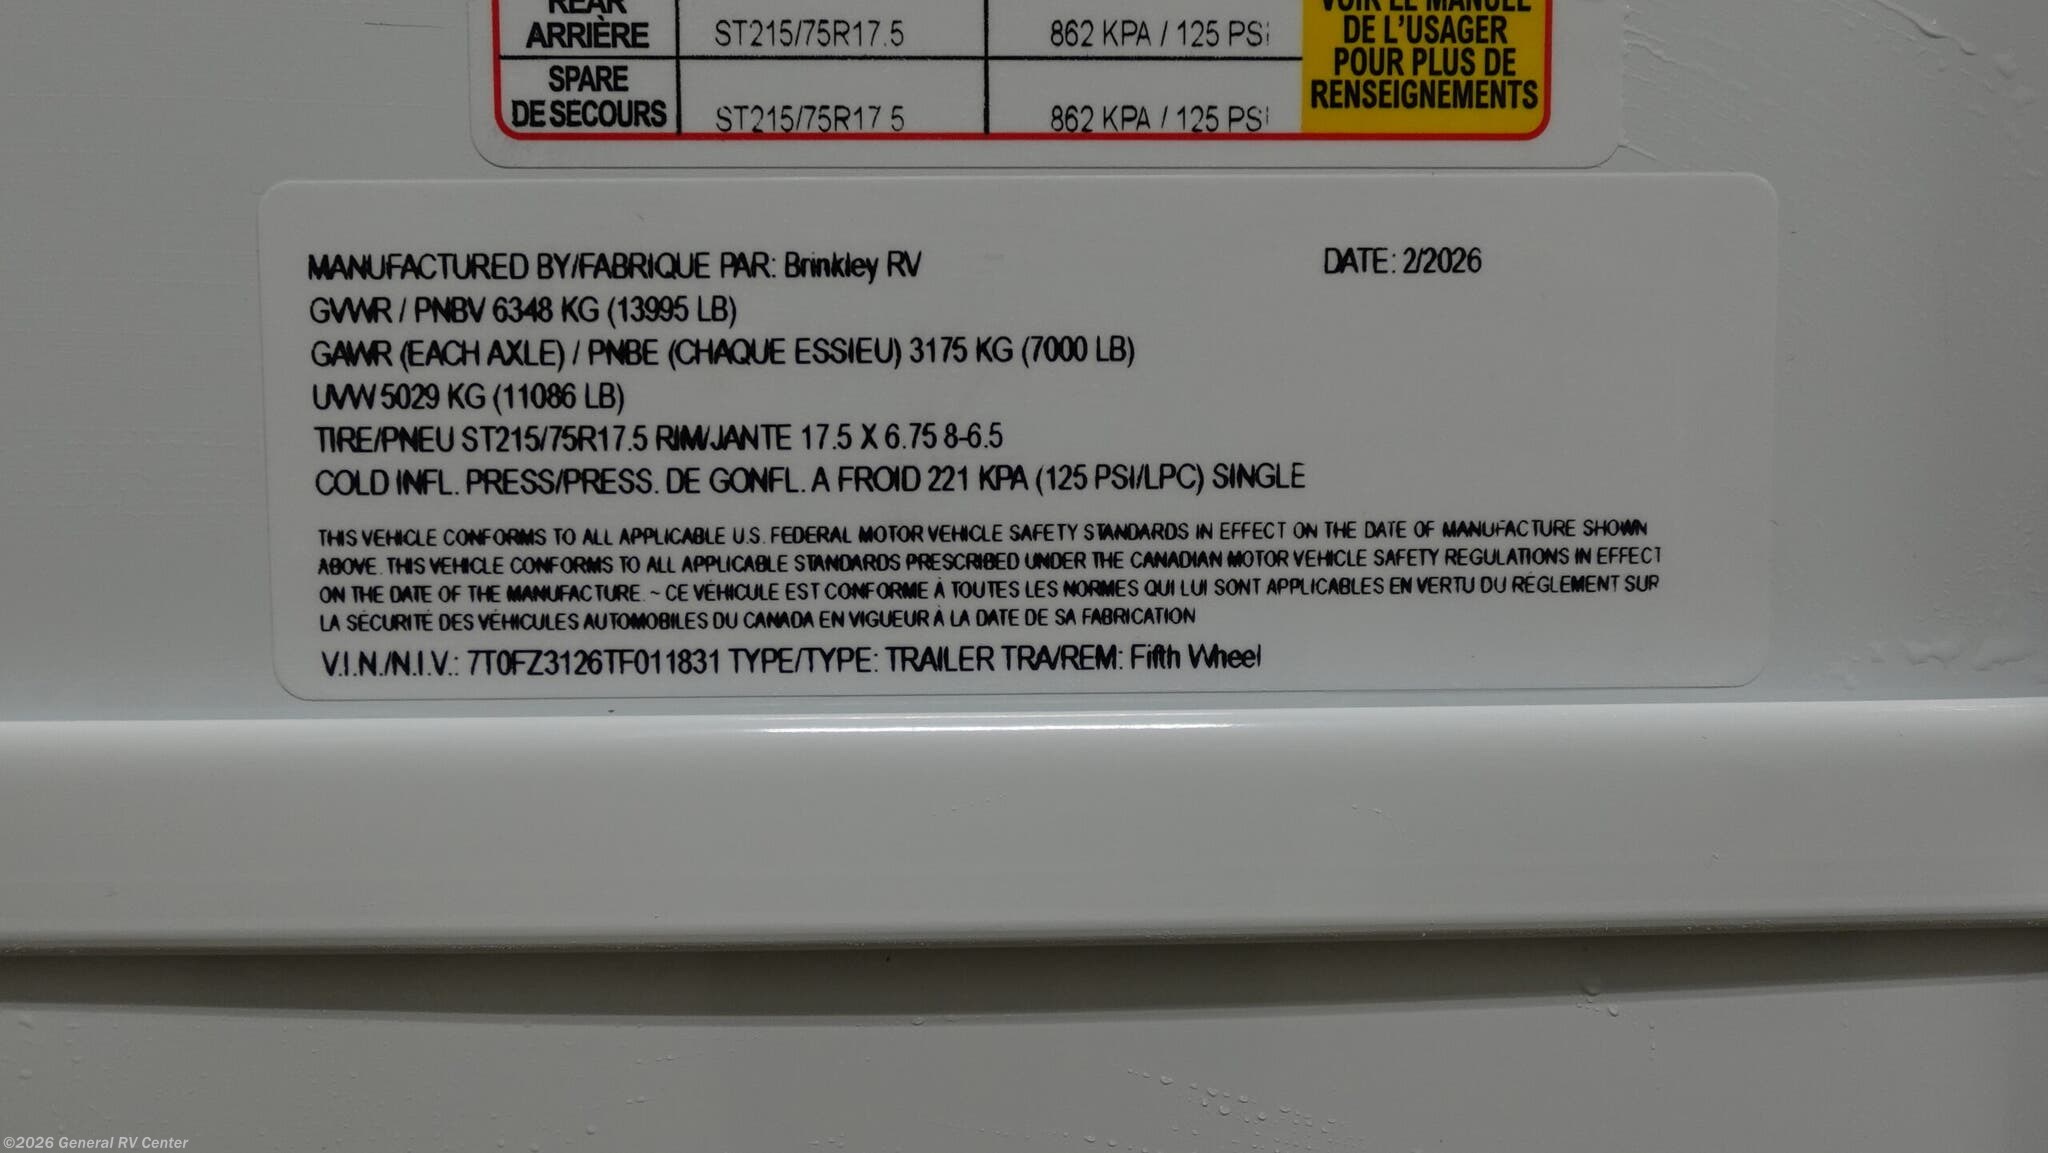 REAR
ARRIÈRE ST215/75R17.5 862 KPA / 125 PSI
SPARE
DE SECOURS ST215/75R17.5 862 KPA / 125 PSI
VOIR LE MANUEL
DE L'USAGER
POUR PLUS DE
RENSEIGNEMENTS
MANUFACTURED BY/FABRIQUE PAR: Brinkley RV DATE: 2/2026
GVWR / PNBV 6348 KG (13995 LB)
GAWR (EACH AXLE) / PNBE (CHAQUE ESSIEU) 3175 KG (7000 LB)
UVW 5029 KG (11086 LB)
TIRE/PNEU ST215/75R17.5 RIM/JANTE 17.5 X 6.75 8-6.5
COLD INFL. PRESS/PRESS. DE GONFL. A FROID 221 KPA (125 PSI/LPC) SINGLE
THIS VEHICLE CONFORMS TO ALL APPLICABLE U.S. FEDERAL MOTOR VEHICLE SAFETY STANDARDS IN EFFECT ON THE DATE OF MANUFACTURE SHOWN
ABOVE. THIS VEHICLE CONFORMS TO ALL APPLICABLE STANDARDS PRESCRIBED UNDER THE CANADIAN MOTOR VEHICLE SAFETY REGULATIONS IN EFFECT
ON THE DATE OF THE MANUFACTURE. ~ CE VÉHICULE EST CONFORME À TOUTES LES NORMES QUI LUI SONT APPLICABLES EN VERTU DU RÉGLEMENT SUR
LA SÉCURITÉ DES VÉHICULES AUTOMOBILES DU CANADA EN VIGUEUR À LA DATE DE SA FABRICATION
V.I.N./N.I.V.: 7T0FZ3126TF011831 TYPE/TYPE: TRAILER TRA/REM: Fifth Wheel
©2026 General RV Center